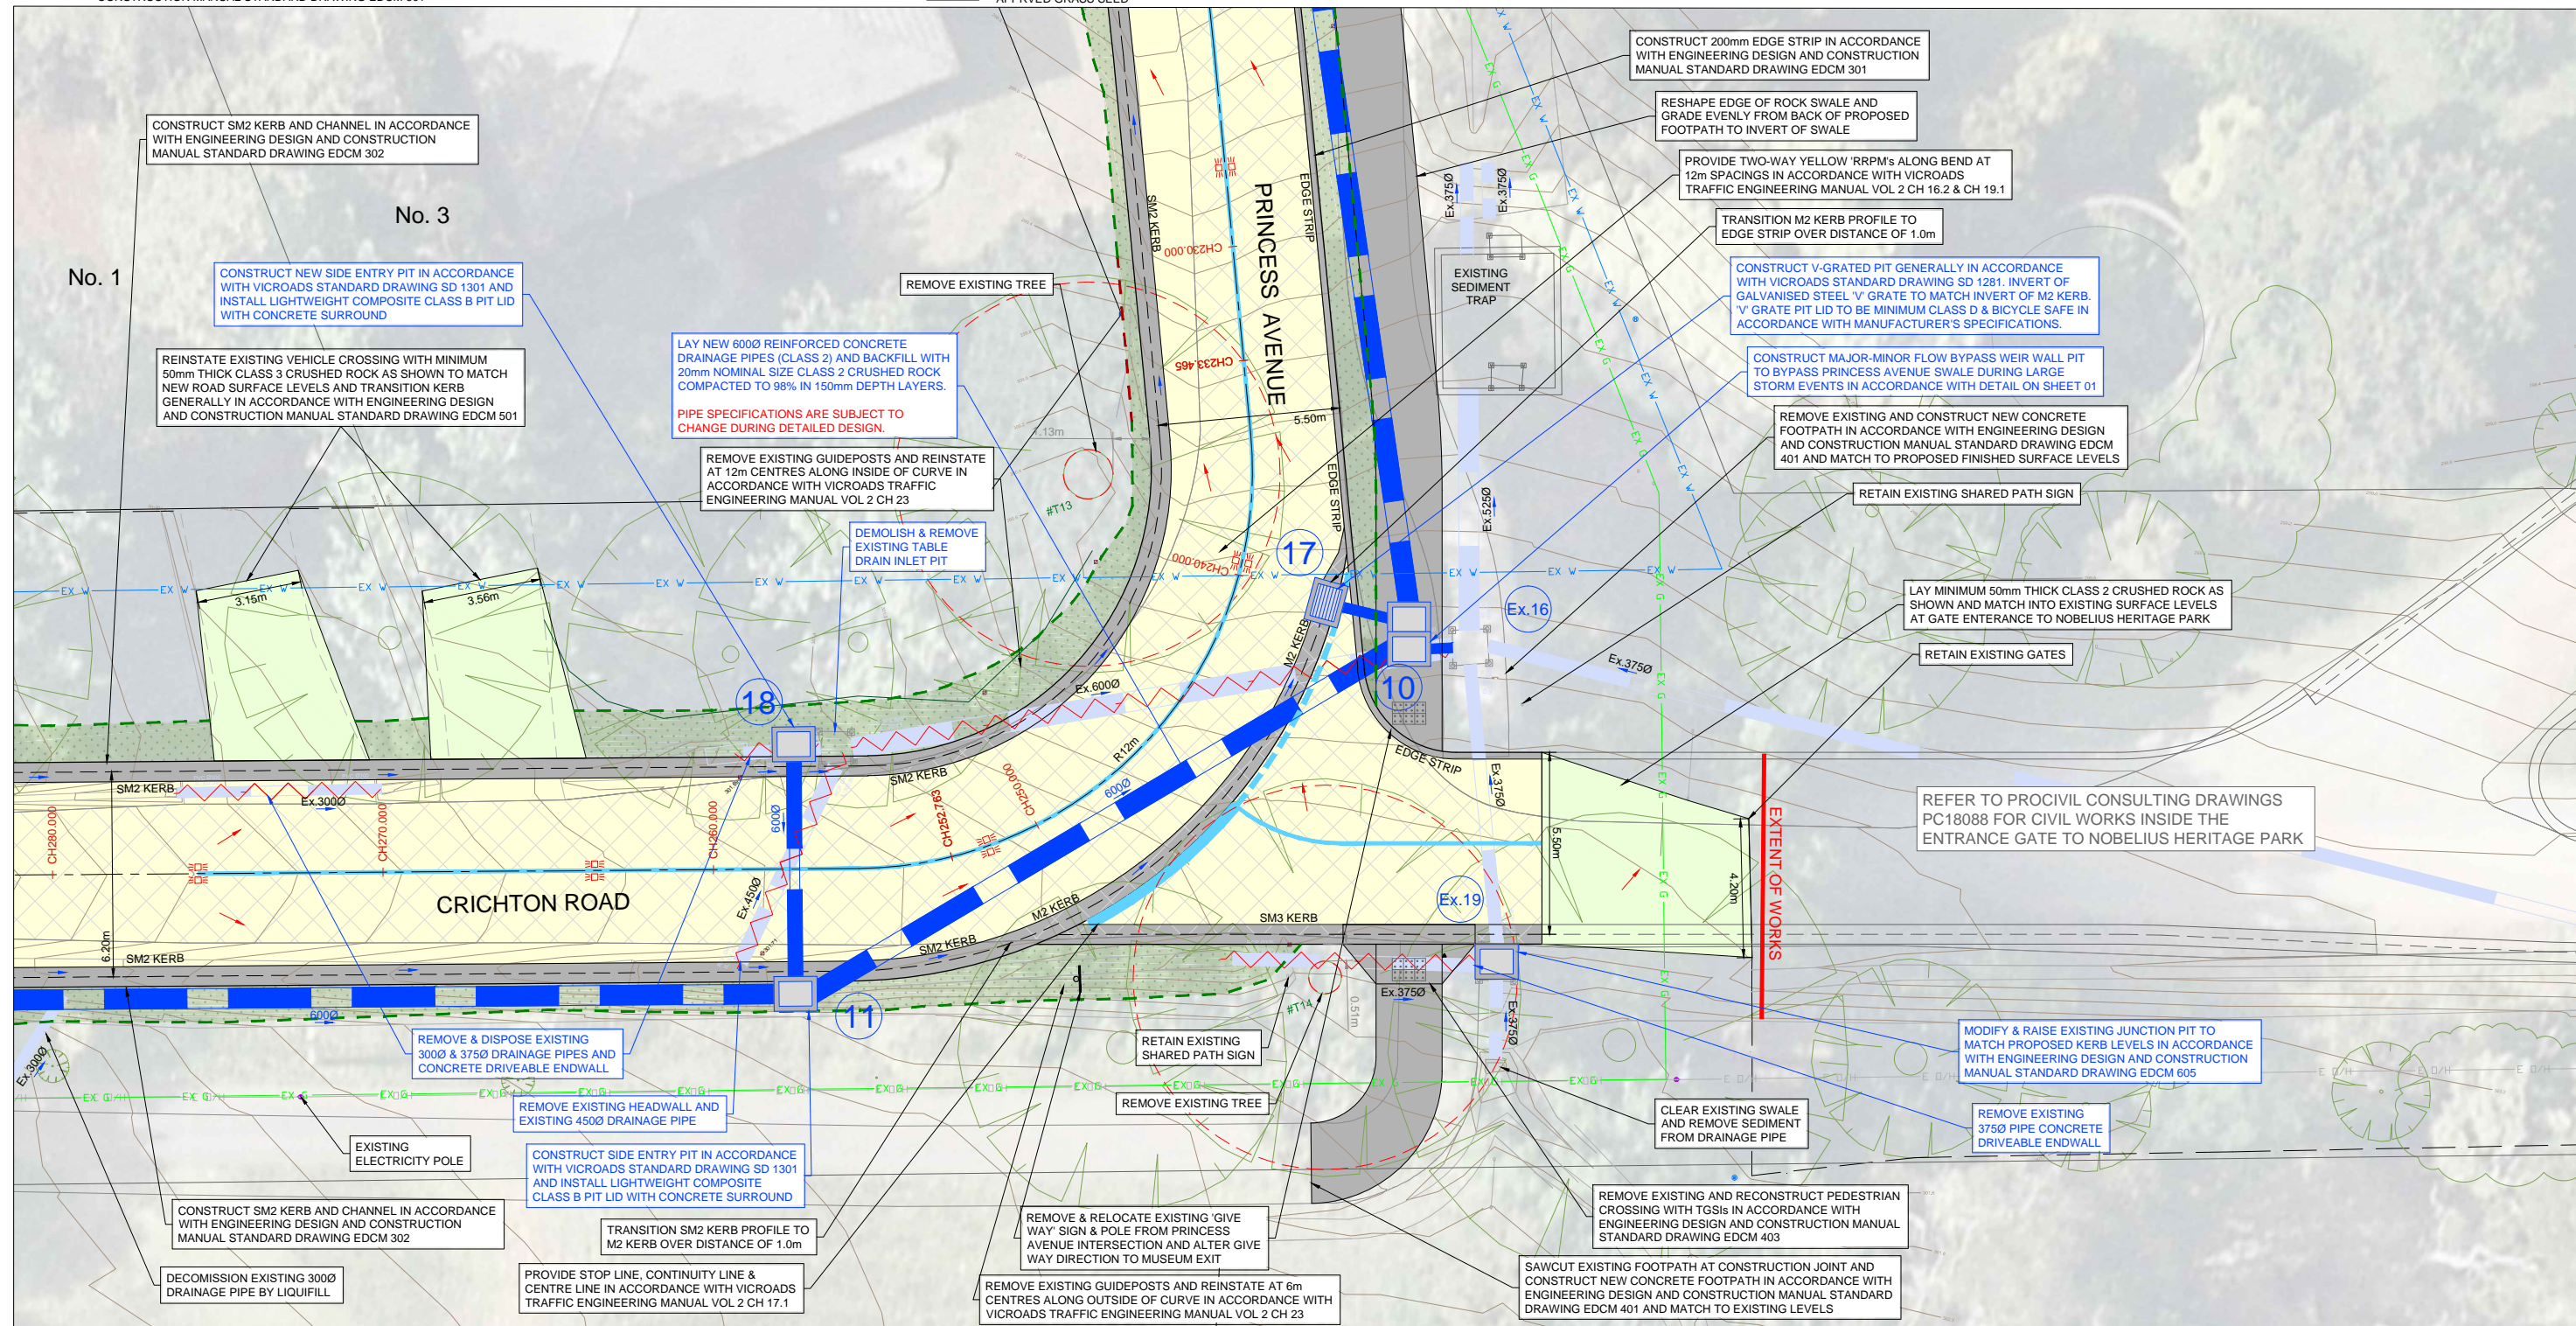 CONSTRUCT SM2 KERB AND CHANNEL IN ACCORDANCE
WITH ENGINEERING DESIGN AND CONSTRUCTION
MANUAL STANDARD DRAWING EDCM 302
No. 3
No. 1
CONSTRUCT NEW SIDE ENTRY PIT IN ACCORDANCE
WITH VICROADS STANDARD DRAWING SD 1301 AND
INSTALL LIGHTWEIGHT COMPOSITE CLASS B PIT LID
WITH CONCRETE SURROUND
REINSTATE EXISTING VEHICLE CROSSING WITH MINIMUM
50mm THICK CLASS 3 CRUSHED ROCK AS SHOWN TO MATCH
NEW ROAD SURFACE LEVELS AND TRANSITION KERB
GENERALLY IN ACCORDANCE WITH ENGINEERING DESIGN
AND CONSTRUCTION MANUAL STANDARD DRAWING EDCM 501
REMOVE EXISTING TREE
LAY NEW 600Ø REINFORCED CONCRETE
DRAINAGE PIPES (CLASS 2) AND BACKFILL WITH
20mm NOMINAL SIZE CLASS 2 CRUSHED ROCK
COMPACTED TO 98% IN 150mm DEPTH LAYERS.
PIPE SPECIFICATIONS ARE SUBJECT TO
CHANGE DURING DETAILED DESIGN.
REMOVE EXISTING GUIDEPOSTS AND REINSTATE
AT 12m CENTRES ALONG INSIDE OF CURVE IN
ACCORDANCE WITH VICROADS TRAFFIC
ENGINEERING MANUAL VOL 2 CH 23
DEMOLISH & REMOVE
EXISTING TABLE
DRAIN INLET PIT
CONSTRUCT 200mm EDGE STRIP IN ACCORDANCE
WITH ENGINEERING DESIGN AND CONSTRUCTION
MANUAL STANDARD DRAWING EDCM 301
RESHAPE EDGE OF ROCK SWALE AND
GRADE EVENLY FROM BACK OF PROPOSED
FOOTPATH TO INVERT OF SWALE
PROVIDE TWO-WAY YELLOW 'RRPM's ALONG BEND AT
12m SPACINGS IN ACCORDANCE WITH VICROADS
TRAFFIC ENGINEERING MANUAL VOL 2 CH 16.2 & CH 19.1
TRANSITION M2 KERB PROFILE TO
EDGE STRIP OVER DISTANCE OF 1.0m
CONSTRUCT V-GRATED PIT GENERALLY IN ACCORDANCE
WITH VICROADS STANDARD DRAWING SD 1281. INVERT OF
GALVANISED STEEL 'V' GRATE TO MATCH INVERT OF M2 KERB.
'V' GRATE PIT LID TO BE MINIMUM CLASS D & BICYCLE SAFE IN
ACCORDANCE WITH MANUFACTURER'S SPECIFICATIONS.
CONSTRUCT MAJOR-MINOR FLOW BYPASS WEIR WALL PIT
TO BYPASS PRINCESS AVENUE SWALE DURING LARGE
STORM EVENTS IN ACCORDANCE WITH DETAIL ON SHEET 01
REMOVE EXISTING AND CONSTRUCT NEW CONCRETE
FOOTPATH IN ACCORDANCE WITH ENGINEERING DESIGN
AND CONSTRUCTION MANUAL STANDARD DRAWING EDCM
401 AND MATCH TO PROPOSED FINISHED SURFACE LEVELS
RETAIN EXISTING SHARED PATH SIGN
LAY MINIMUM 50mm THICK CLASS 2 CRUSHED ROCK AS
SHOWN AND MATCH INTO EXISTING SURFACE LEVELS
AT GATE ENTERANCE TO NOBELIUS HERITAGE PARK
RETAIN EXISTING GATES
REFER TO PROCIVIL CONSULTING DRAWINGS
PC18088 FOR CIVIL WORKS INSIDE THE
ENTRANCE GATE TO NOBELIUS HERITAGE PARK
EXISTING
SEDIMENT
TRAP
PRINCESS AVENUE
SM2 KERB
EDGE STRIP
EDGE STRIP
CH230.000
CH233.465
CH240.000
5.50m
#T13
Ex.375Ø
Ex.375Ø
Ex.525Ø
17
Ex.16
Ex.375Ø
10
18
3.15m
3.56m
Ex.600Ø
M2 KERB
R12m
EDGE STRIP
Ex.375Ø
5.50m
4.20m
EXTENT OF WORKS
SM2 KERB
SM2 KERB
Ex.300Ø
CH280.000
CH270.000
CH260.000
CH252.763
CH250.000
600Ø
600Ø
Ex.450Ø
CRICHTON ROAD
6.20m
SM2 KERB
SM2 KERB
M2 KERB
SM3 KERB
Ex.19
11
600Ø
Ex.300Ø
#T14
0.51m
Ex.375Ø
Ex.375Ø
REMOVE & DISPOSE EXISTING
300Ø & 375Ø DRAINAGE PIPES AND
CONCRETE DRIVEABLE ENDWALL
REMOVE EXISTING HEADWALL AND
EXISTING 450Ø DRAINAGE PIPE
EXISTING
ELECTRICITY POLE
CONSTRUCT SIDE ENTRY PIT IN ACCORDANCE
WITH VICROADS STANDARD DRAWING SD 1301
AND INSTALL LIGHTWEIGHT COMPOSITE
CLASS B PIT LID WITH CONCRETE SURROUND
CONSTRUCT SM2 KERB AND CHANNEL IN ACCORDANCE
WITH ENGINEERING DESIGN AND CONSTRUCTION
MANUAL STANDARD DRAWING EDCM 302
TRANSITION SM2 KERB PROFILE TO
M2 KERB OVER DISTANCE OF 1.0m
DECOMISSION EXISTING 300Ø
DRAINAGE PIPE BY LIQUIFILL
PROVIDE STOP LINE, CONTINUITY LINE &
CENTRE LINE IN ACCORDANCE WITH VICROADS
TRAFFIC ENGINEERING MANUAL VOL 2 CH 17.1
RETAIN EXISTING
SHARED PATH SIGN
REMOVE EXISTING TREE
REMOVE & RELOCATE EXISTING 'GIVE
WAY' SIGN & POLE FROM PRINCESS
AVENUE INTERSECTION AND ALTER GIVE
WAY DIRECTION TO MUSEUM EXIT
REMOVE EXISTING GUIDEPOSTS AND REINSTATE AT 6m
CENTRES ALONG OUTSIDE OF CURVE IN ACCORDANCE WITH
VICROADS TRAFFIC ENGINEERING MANUAL VOL 2 CH 23
MODIFY & RAISE EXISTING JUNCTION PIT TO
MATCH PROPOSED KERB LEVELS IN ACCORDANCE
WITH ENGINEERING DESIGN AND CONSTRUCTION
MANUAL STANDARD DRAWING EDCM 605
CLEAR EXISTING SWALE
AND REMOVE SEDIMENT
FROM DRAINAGE PIPE
REMOVE EXISTING
375Ø PIPE CONCRETE
DRIVEABLE ENDWALL
REMOVE EXISTING AND RECONSTRUCT PEDESTRIAN
CROSSING WITH TGSIs IN ACCORDANCE WITH
ENGINEERING DESIGN AND CONSTRUCTION MANUAL
STANDARD DRAWING EDCM 403
SAWCUT EXISTING FOOTPATH AT CONSTRUCTION JOINT AND
CONSTRUCT NEW CONCRETE FOOTPATH IN ACCORDANCE WITH
ENGINEERING DESIGN AND CONSTRUCTION MANUAL STANDARD
DRAWING EDCM 401 AND MATCH TO EXISTING LEVELS